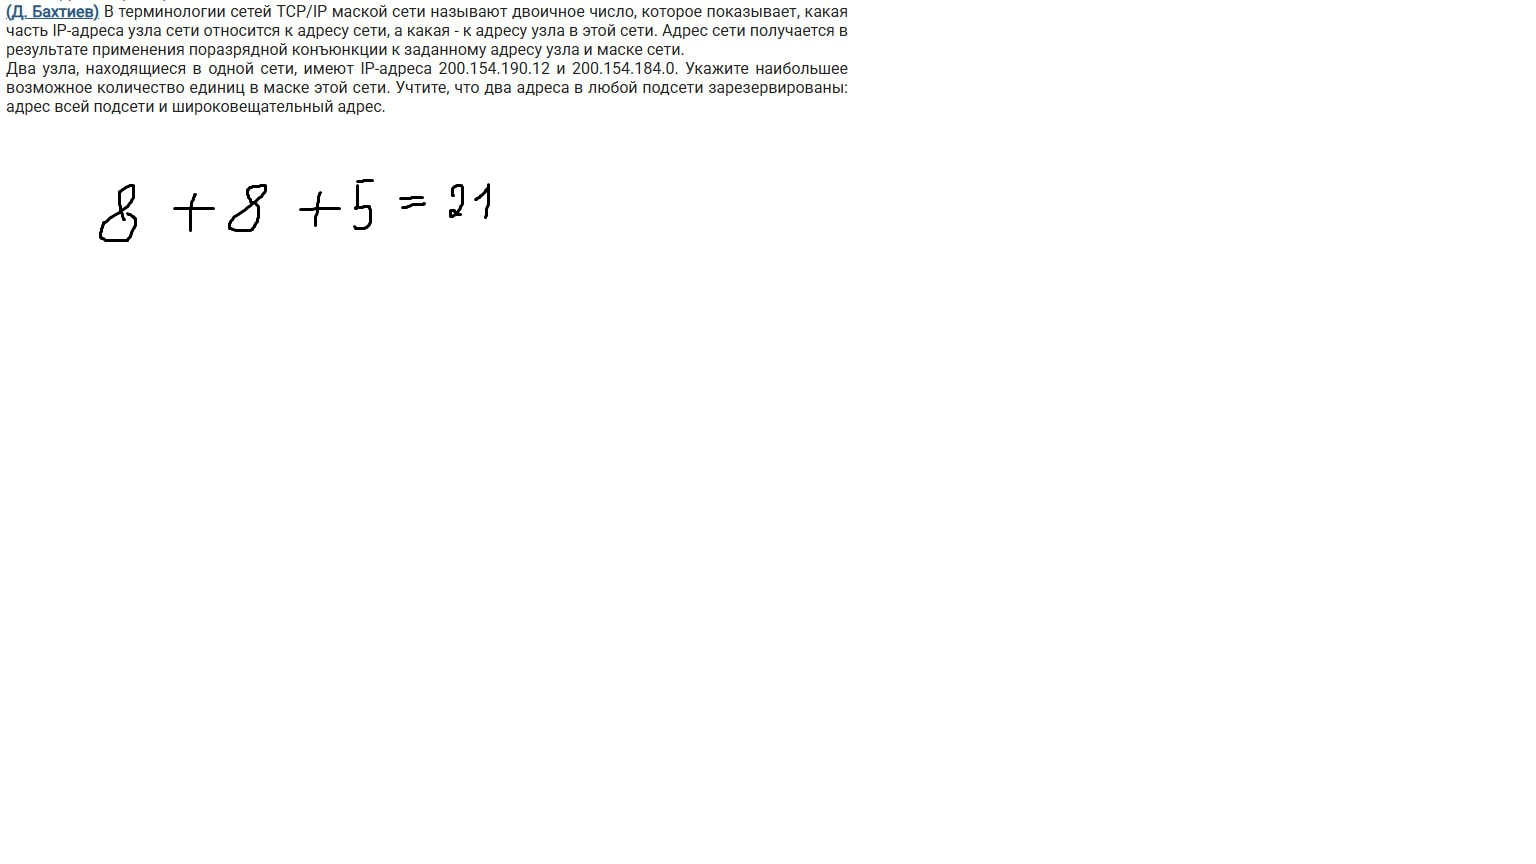 (Д. Бахтиев) В терминологии сетей TCP/IP маской сети называют двоичное число, которое показывает, какая
часть IP-адреса узла сети относится к адресу сети, а какая - к адресу узла в этой сети. Адрес сети получается в
результате применения поразрядной конъюнкции к заданному адресу узла и маске сети.
Два узла, находящиеся в одной сети, имеют IP-адреса 200.154.190.12 и 200.154.184.0. Укажите наибольшее
возможное количество единиц в маске этой сети. Учтите, что два адреса в любой подсети зарезервированы:
адрес всей подсети и широковещательный адрес.
8 + 8 + 5 = 21